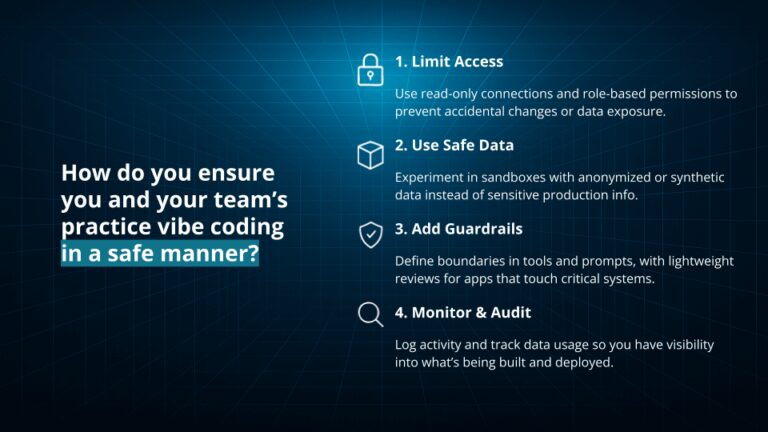 How do you ensure
you and your team's
practice vibe coding
in a safe manner?
1. Limit Access
Use read-only connections and role-based permissions to
prevent accidental changes or data exposure.
2. Use Safe Data
Experiment in sandboxes with anonymized or synthetic
data instead of sensitive production info.
3. Add Guardrails
Define boundaries in tools and prompts, with lightweight
reviews for apps that touch critical systems.
4. Monitor & Audit
Log activity and track data usage so you have visibility
into what's being built and deployed.